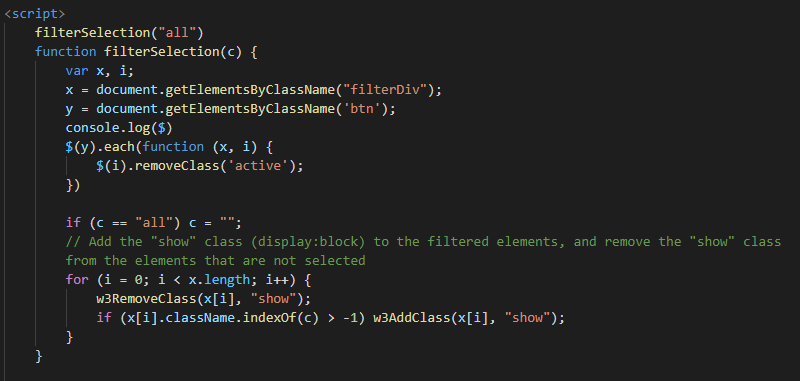 <script>
filterSelection("all")
function filterSelection(c) {
var x, i;
x = document.getElementsByClassName("filterDiv");
y = document.getElementsByClassName('btn');
console.log($)
$(y).each(function (x, i) {
$(i).removeClass('active');
})
if (c == "all") c = "";
// Add the "show" class (display:block) to the filtered elements, and remove the "show" class
from the elements that are not selected
for (i = 0; i < x.length; i++) {
w3RemoveClass(x[i], "show");
if (x[i].className.indexOf(c) > -1) w3AddClass(x[i], "show");
}
}